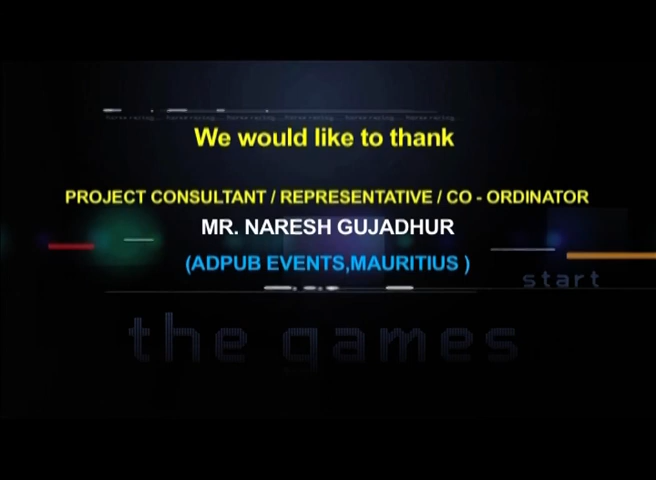 We would like to thank
PROJECT CONSULTANT / REPRESENTATIVE / CO - ORDINATOR
MR. NARESH GUJADHUR
(ADPUB EVENTS,MAURITIUS )
start
the games